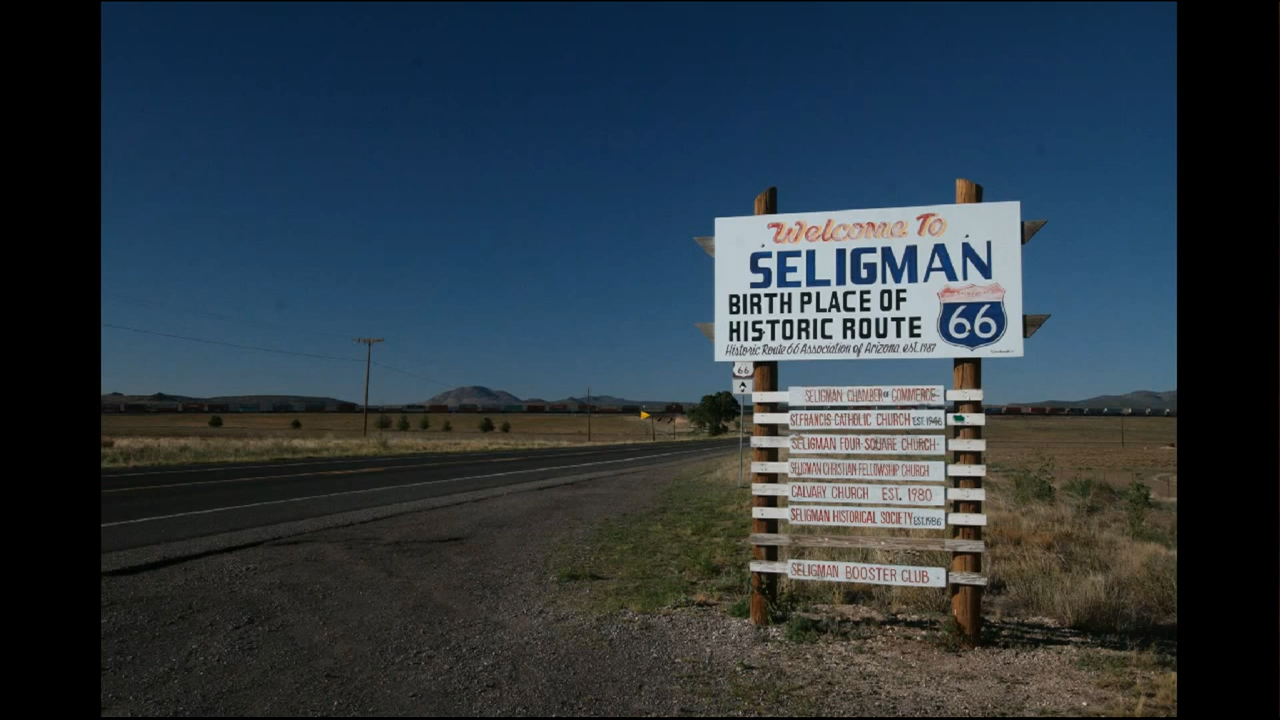 Welcome To
SELIGMAN
BIRTH PLACE OF
HISTORIC ROUTE
66
Historic Route 66 Association of Arizona est. 1987
66
SELIGMAN CHAMBER OF COMMERCE
ST. FRANCIS CATHOLIC CHURCH EST. 1946
SELIGMAN FOUR SQUARE CHURCH
SELIGMAN CHRISTIAN FELLOWSHIP CHURCH
CALVARY CHURCH EST. 1980
SELIGMAN HISTORICAL SOCIETY EST. 1986
SELIGMAN BOOSTER CLUB